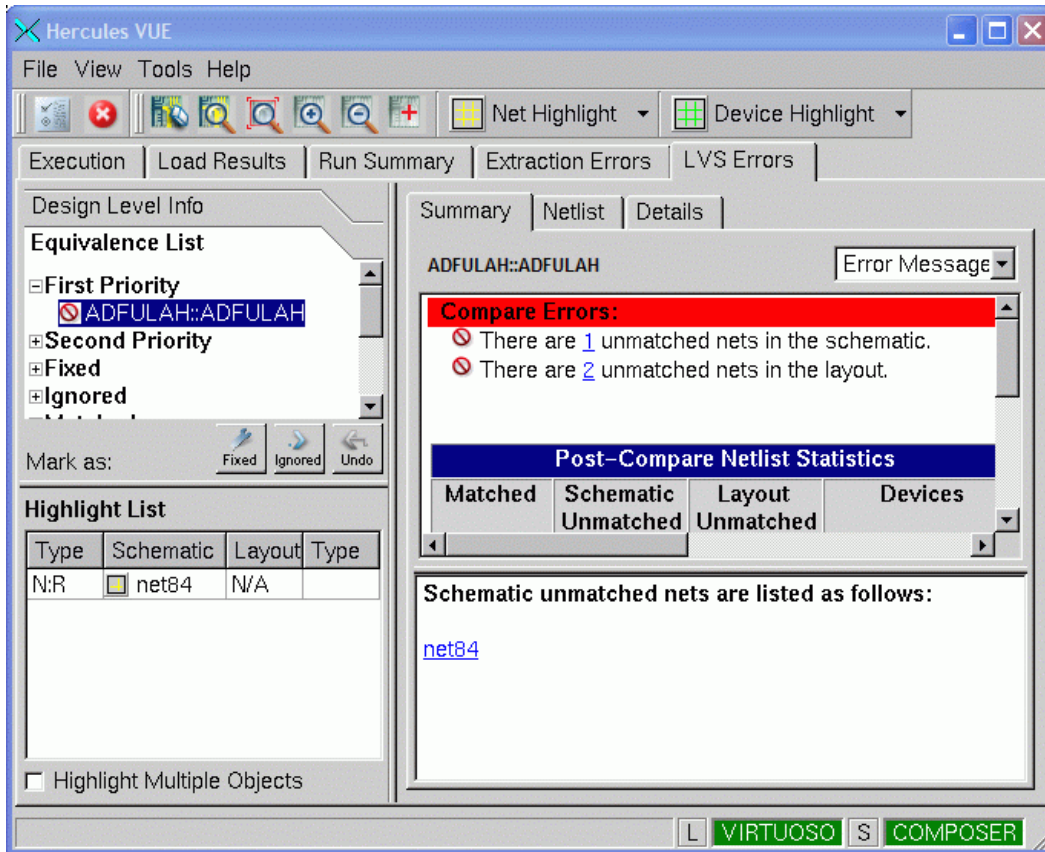 Hercules VUE
File View Tools Help
Net Highlight Device Highlight
Execution Load Results Run Summary Extraction Errors LVS Errors
Design Level Info
Equivalence List
First Priority
ADFULAH::ADFULAH
Second Priority
Fixed
Ignored
Mark as: Fixed Ignored Undo
Highlight List
Type Schematic Layout Type
N:R net84 N/A
Highlight Multiple Objects
Summary Netlist Details
ADFULAH::ADFULAH Error Message
Compare Errors:
There are 1 unmatched nets in the schematic.
There are 2 unmatched nets in the layout.
Post-Compare Netlist Statistics
Matched Schematic Layout Devices
Unmatched Unmatched
Schematic unmatched nets are listed as follows:
net84
L VIRTUOSO S COMPOSER